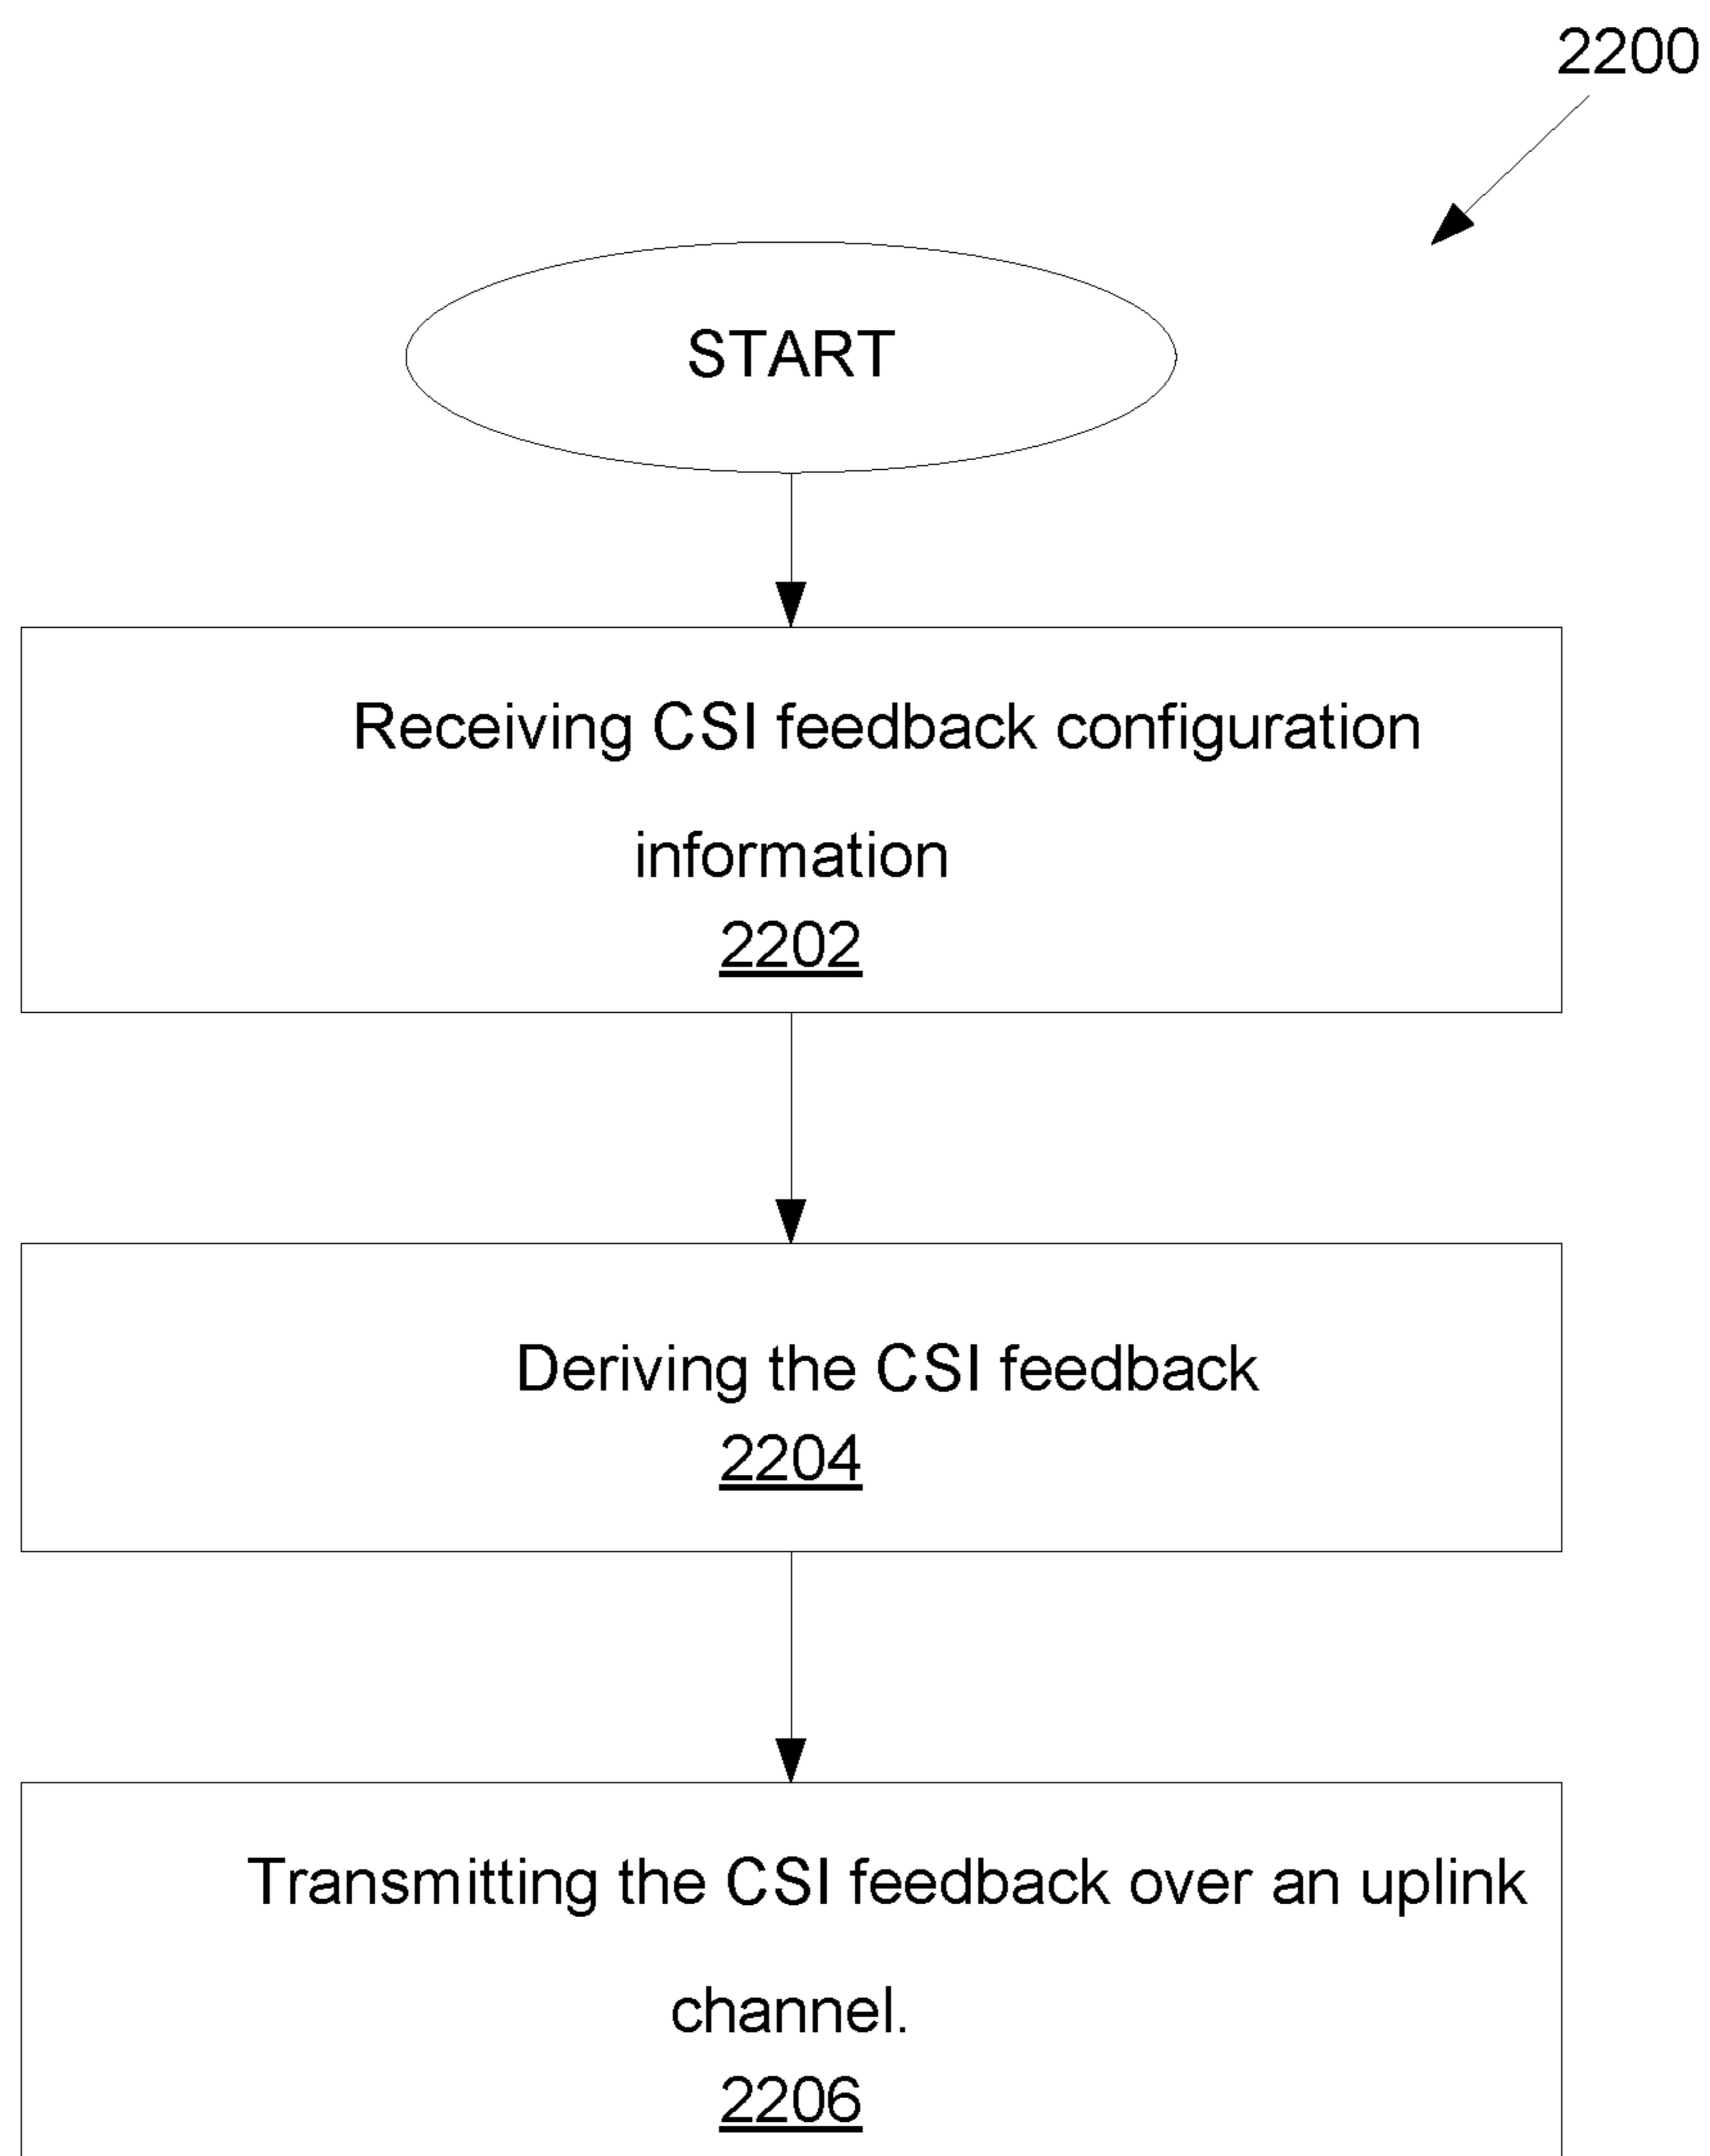 2200
START
Receiving CSI feedback configuration
information
2202
Deriving the CSI feedback
2204
Transmitting the CSI feedback over an uplink
channel.
2206